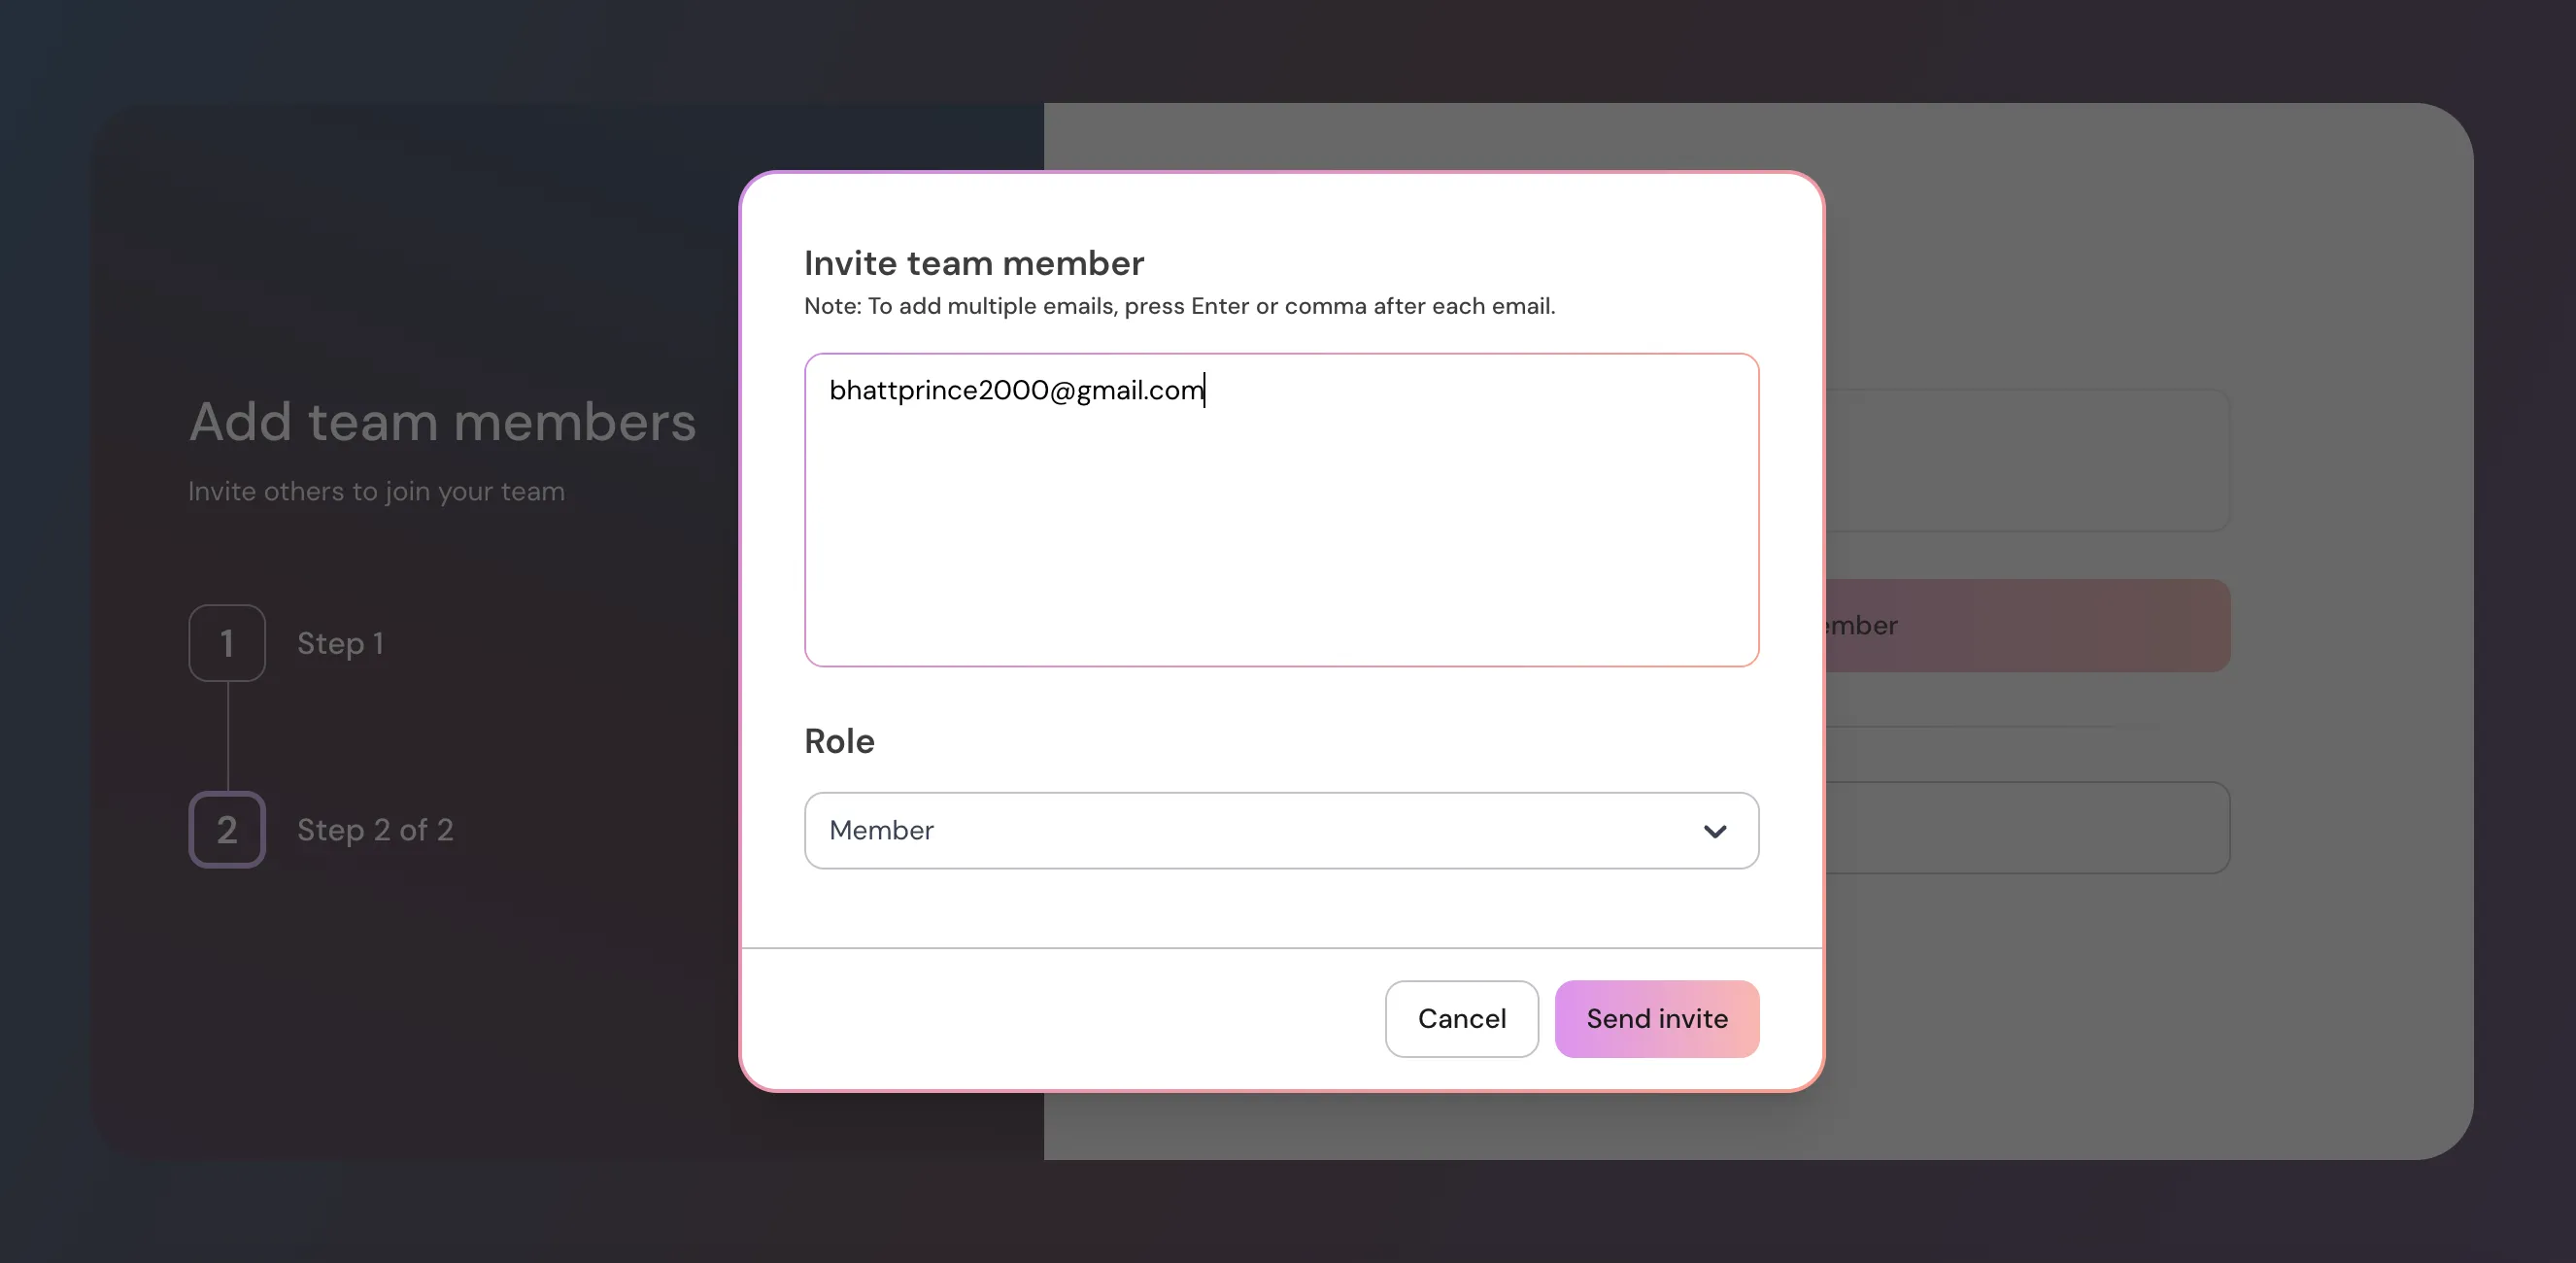 Add team members
Invite others to join your team
1
Step 1
2
Step 2 of 2
Invite team member
Note: To add multiple emails, press Enter or comma after each email.
bhattprince2000@gmail.com
Role
Member
Cancel
Send invite